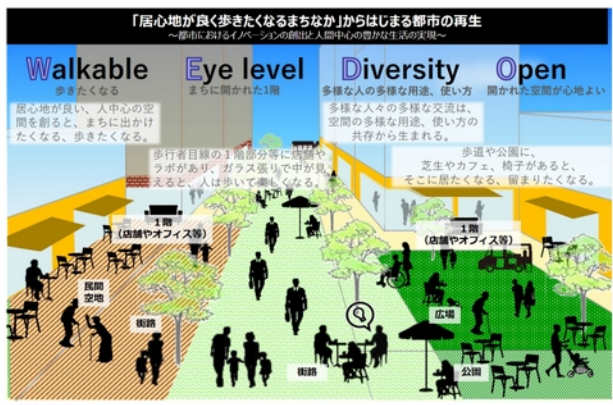 「居心地が良く歩きたくなるまちなか」からはじまる都市の再生
～都市におけるイノベーションの創出と人間中心の豊かな生活の実現～
Walkable
歩きたくなる
居心地が良い、人中心の空
間を創ると、まちに出かけ
たくなる、歩きたくなる。
Eye level
まちに開かれた1階
歩行者目線の1階部分等に店舗や
ラボがあり、ガラス張りで中が見
えると、人は歩いて楽しくなる。
Diversity
多様な人の多様な用途、使い方
多様な人々の多様な交流は、
空間の多様な用途、使い方の
共存から生まれる。
Open
開かれた空間が心地よい
歩道や公園に、
芝生やカフェ、椅子があると、
そこに居たくなる、留まりたくなる。
1階
（店舗やオフィス等）
1階
（店舗やオフィス等）
民間
空地
街路
街路
広場
公園